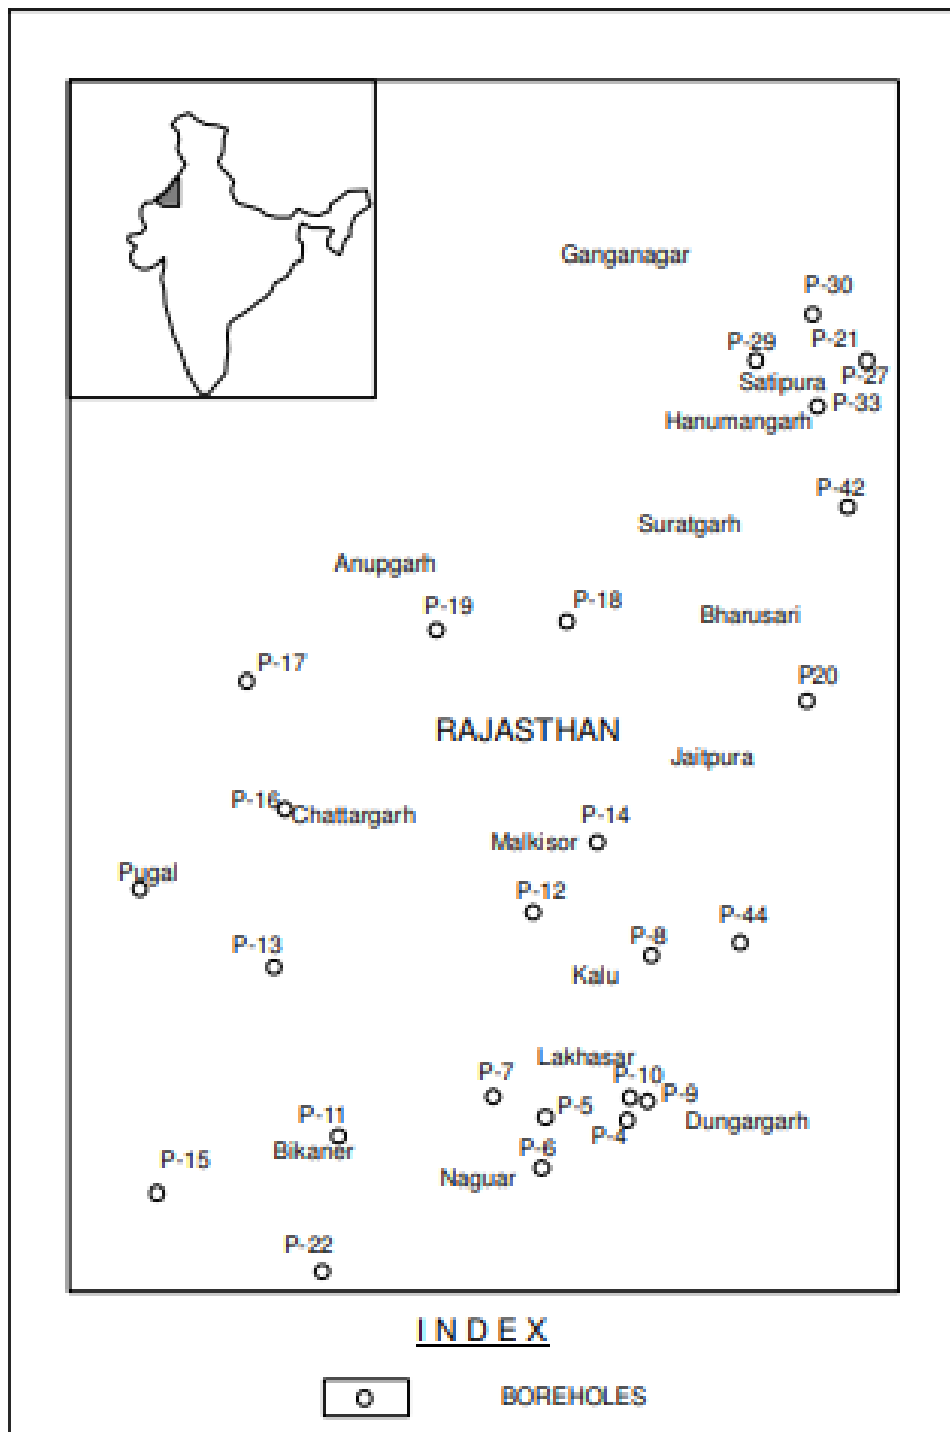 Ganganagar
P-30
P-29
P-21
P-27
Satipura
P-33
Hanumangarh
P-42
Suratgarh
Anupgarh
P-19
P-18
Bharusari
P-17
P20
RAJASTHAN
Jaitpura
P-16
Chattargarh
P-14
Malkisor
Pugal
P-12
P-44
P-8
P-13
Kalu
Lakhasar
P-7
P-10
P-9
P-5
P-11
Dungargarh
P-4
P-6
Bikaner
P-15
Naguar
P-22
INDEX
BOREHOLES